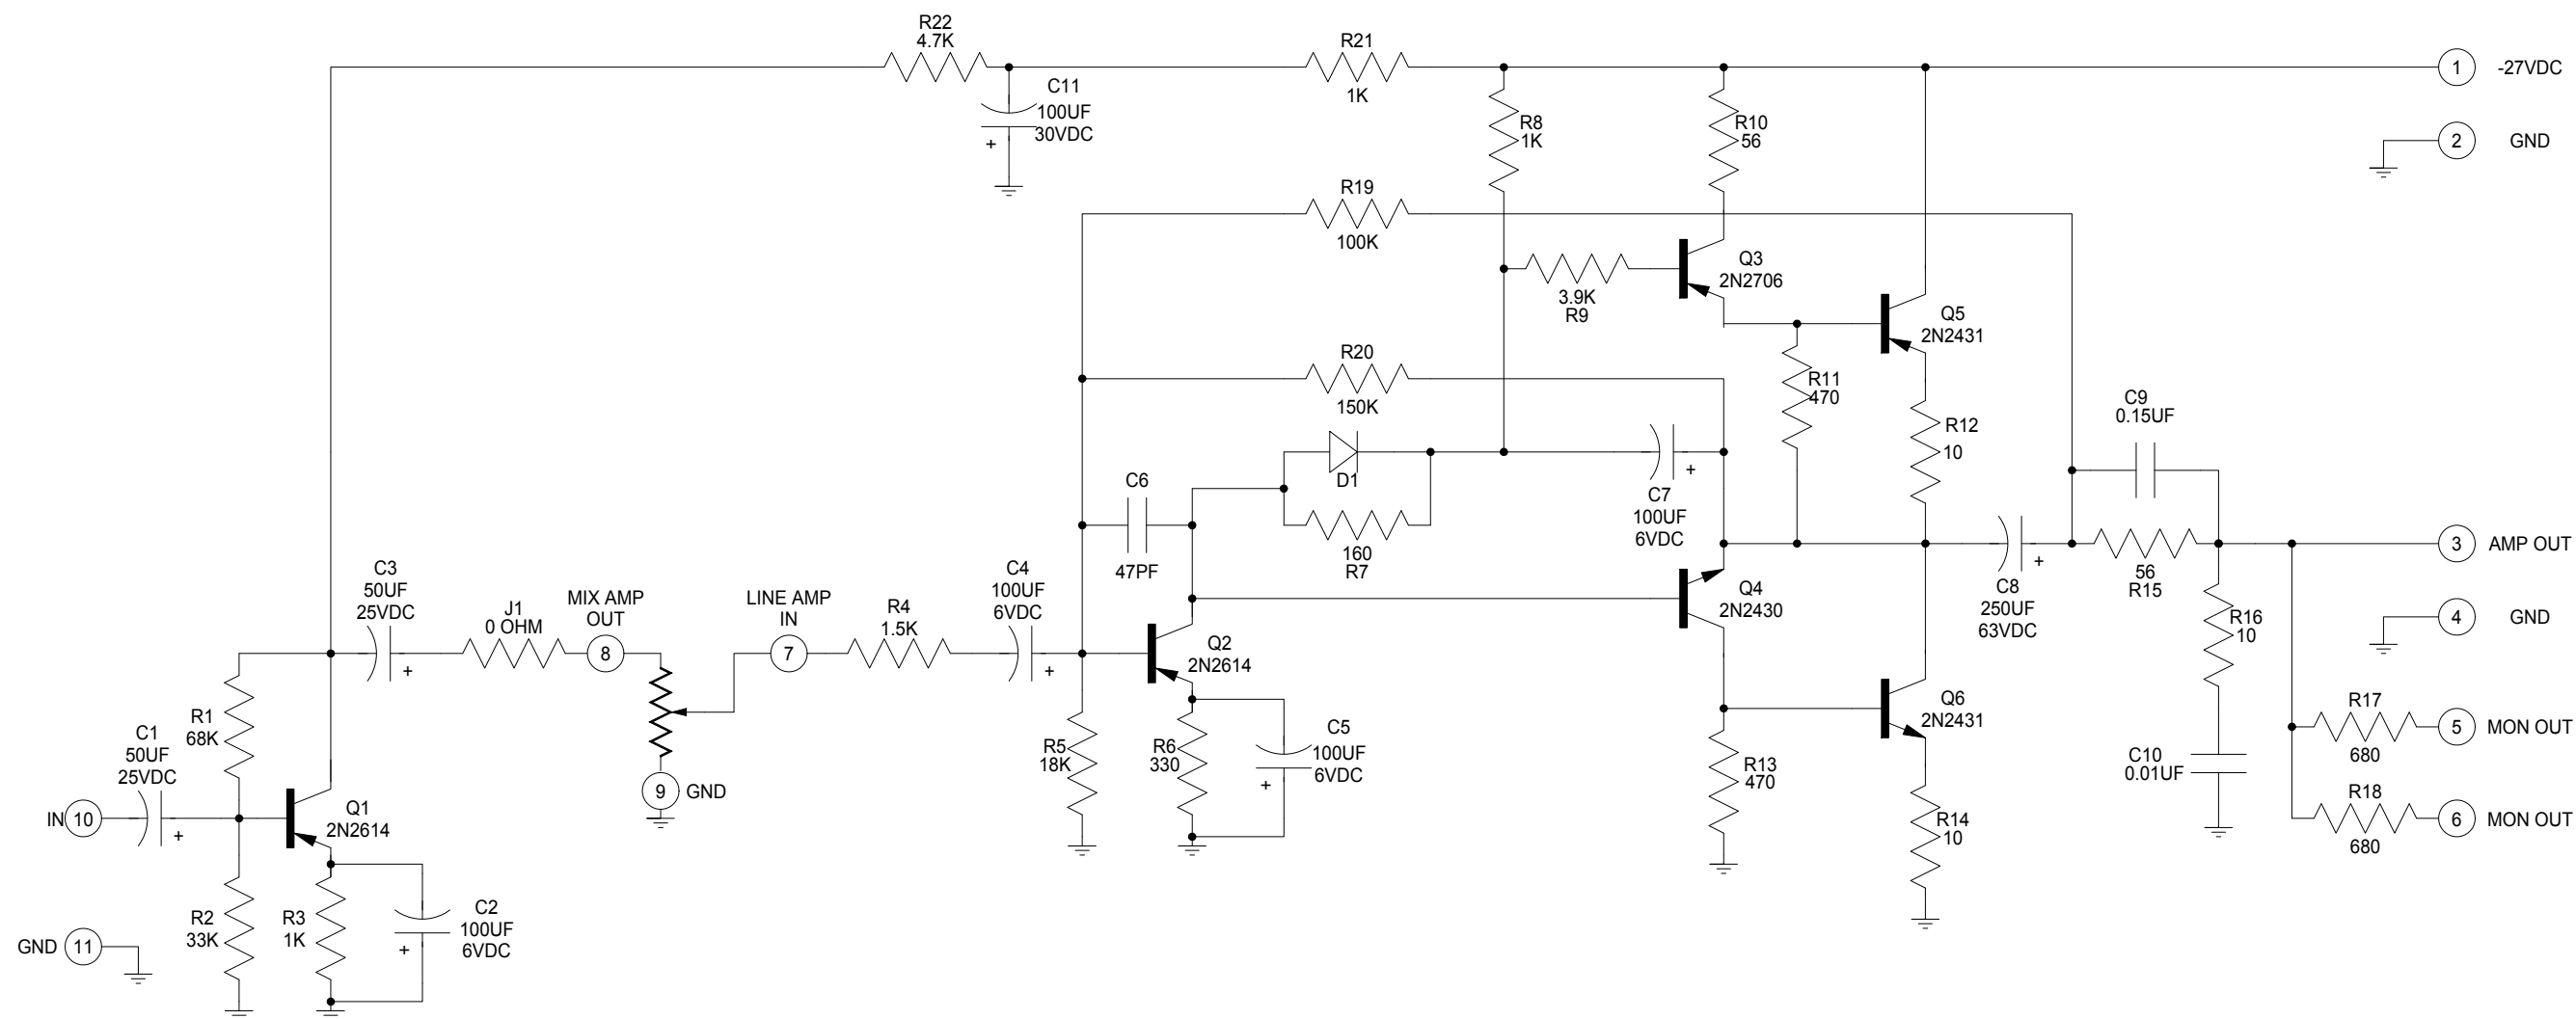 R22
4.7K
R21
1K
1
-27VDC
C11
100UF
30VDC
+
R8
1K
R10
56
2
GND
R19
100K
Q3
2N2706
3.9K
R9
Q5
2N2431
R20
150K
R11
470
R12
10
C9
0.15UF
D1
+
C7
100UF
6VDC
C6
47PF
160
R7
3
AMP OUT
C3
50UF
25VDC
+
J1
0 OHM
MIX AMP
OUT
8
LINE AMP
IN
7
R4
1.5K
C4
100UF
6VDC
+
Q2
2N2614
Q4
2N2430
+
C8
250UF
63VDC
56
R15
R16
10
4
GND
R1
68K
C1
50UF
25VDC
+
IN
10
Q1
2N2614
9
GND
R5
18K
R6
330
C5
100UF
6VDC
+
R13
470
Q6
2N2431
R14
10
C10
0.01UF
R17
680
5
MON OUT
R18
680
6
MON OUT
R2
33K
R3
1K
C2
100UF
6VDC
+
GND
11